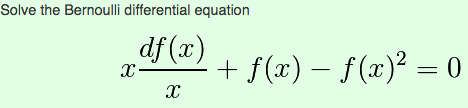 Solve the Bernoulli differential equation
x df(x)/x + f(x) − f(x)² = 0